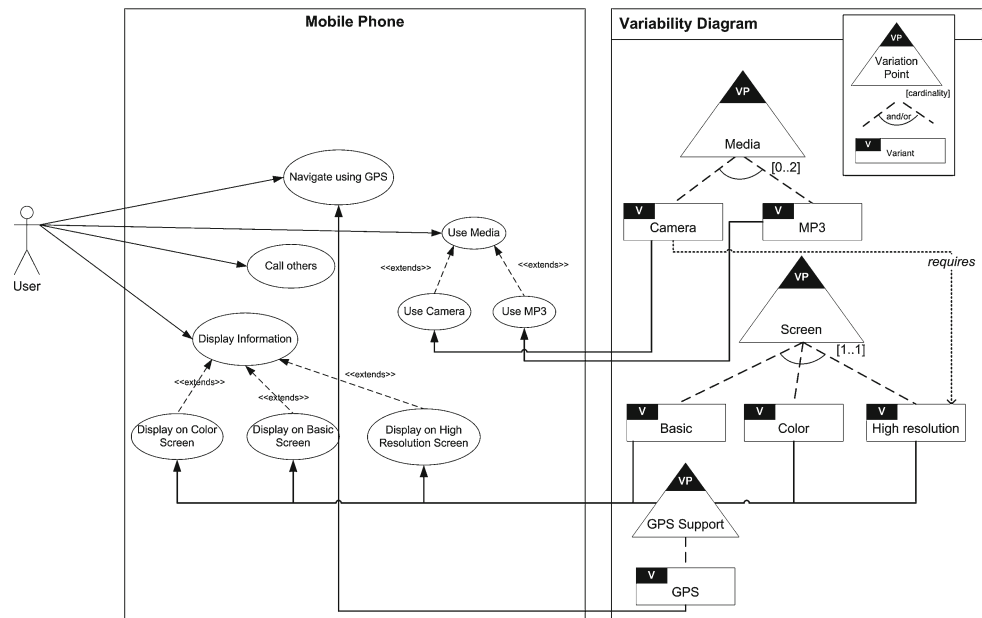 Mobile Phone
Navigate using GPS
User
Use Media
Call others
<<extends>>
<<extends>>
Use Camera
Use MP3
Display Information
<<extends>>
<<extends>>
<<extends>>
Display on Color
Screen
Display on Basic
Screen
Display on High
Resolution Screen
Variability Diagram
VP
Variation
Point
[cardinality]
and/or
V
Variant
VP
Media
[0..2]
V
Camera
V
MP3
requires
VP
Screen
[1..1]
V
Basic
V
Color
V
High resolution
VP
GPS Support
V
GPS